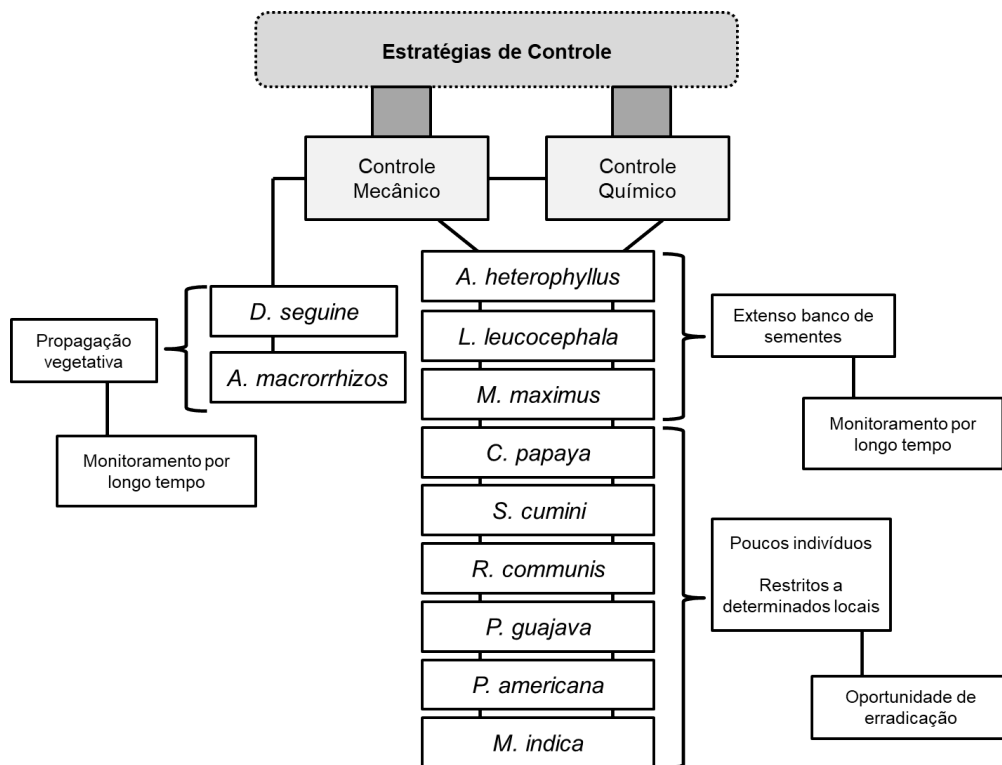 Estratégias de Controle
Controle
Mecânico
Controle
Químico
D. seguine
A. macrorrhizos
Propagação
vegetativa
Monitoramento por
longo tempo
A. heterophyllus
L. leucocephala
M. maximus
C. papaya
S. cumini
R. communis
P. guajava
P. americana
M. indica
Extenso banco de
sementes
Monitoramento por
longo tempo
Poucos indivíduos
Restritos a
determinados locais
Oportunidade de
erradicação